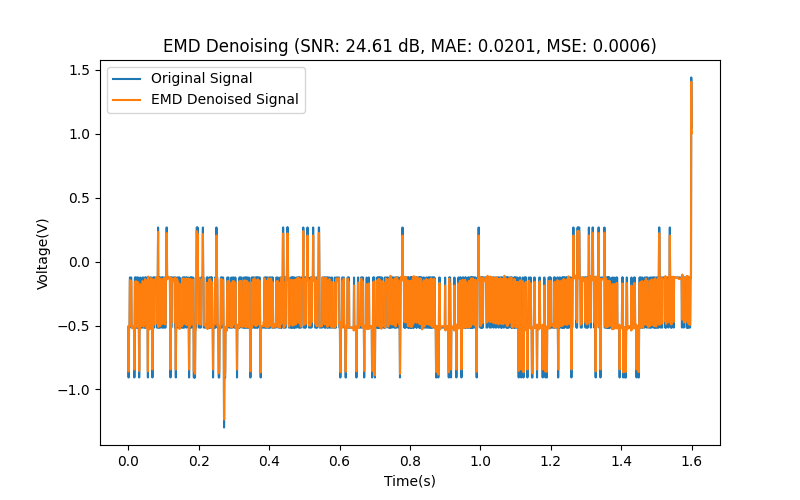 EMD Denoising (SNR: 24.61 dB, MAE: 0.0201, MSE: 0.0006)
Original Signal
EMD Denoised Signal
Voltage(V)
1.5
1.0
0.5
0.0
−0.5
−1.0
0.0 0.2 0.4 0.6 0.8 1.0 1.2 1.4 1.6
Time(s)